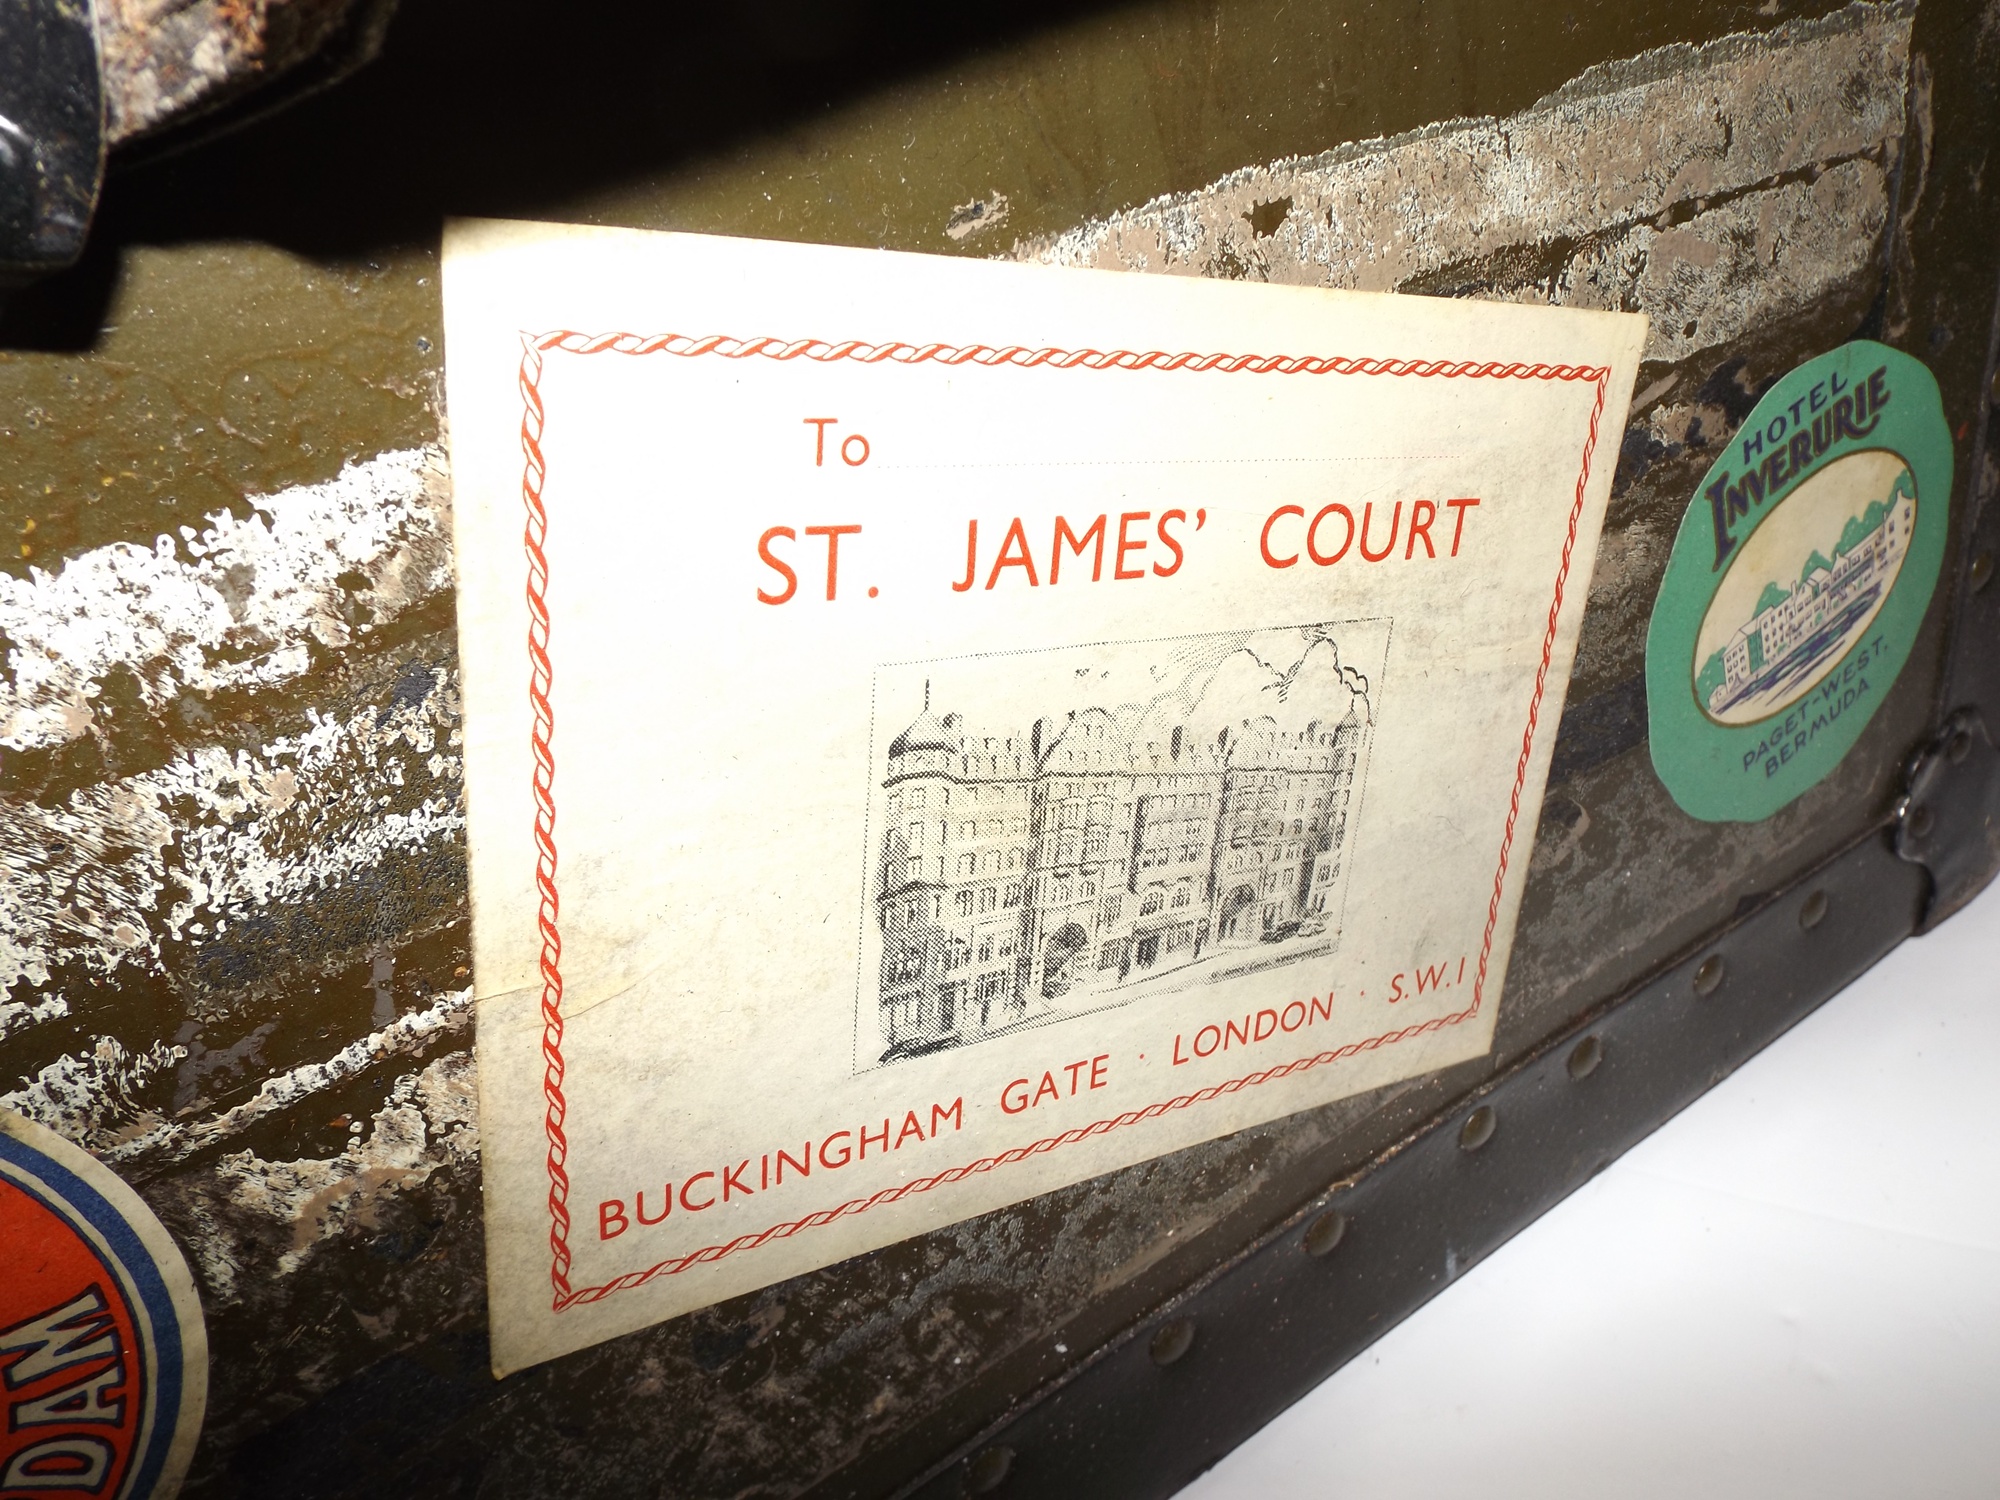 To
ST. JAMES' COURT
BUCKINGHAM GATE · LONDON · S.W.1
HOTEL
INVERURIE
PAGET-WEST,
BERMUDA
DAM